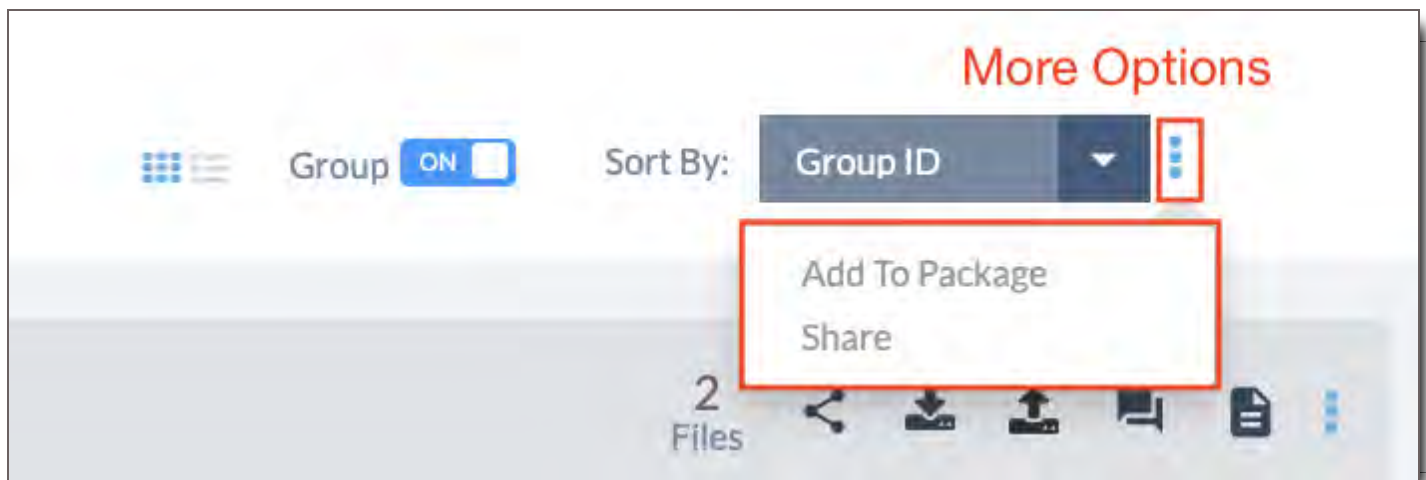 More Options
Group ON Sort By: Group ID
Add To Package
Share
2
Files